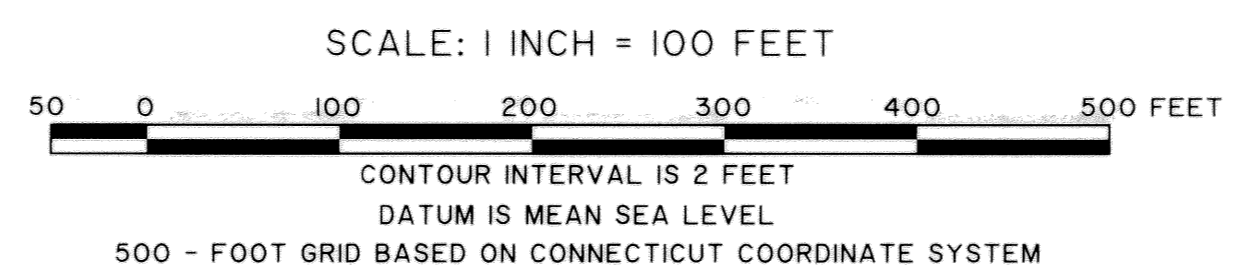 SCALE: 1 INCH = 100 FEET
50 0 100 200 300 400 500 FEET
CONTOUR INTERVAL IS 2 FEET
DATUM IS MEAN SEA LEVEL
500 - FOOT GRID BASED ON CONNECTICUT COORDINATE SYSTEM